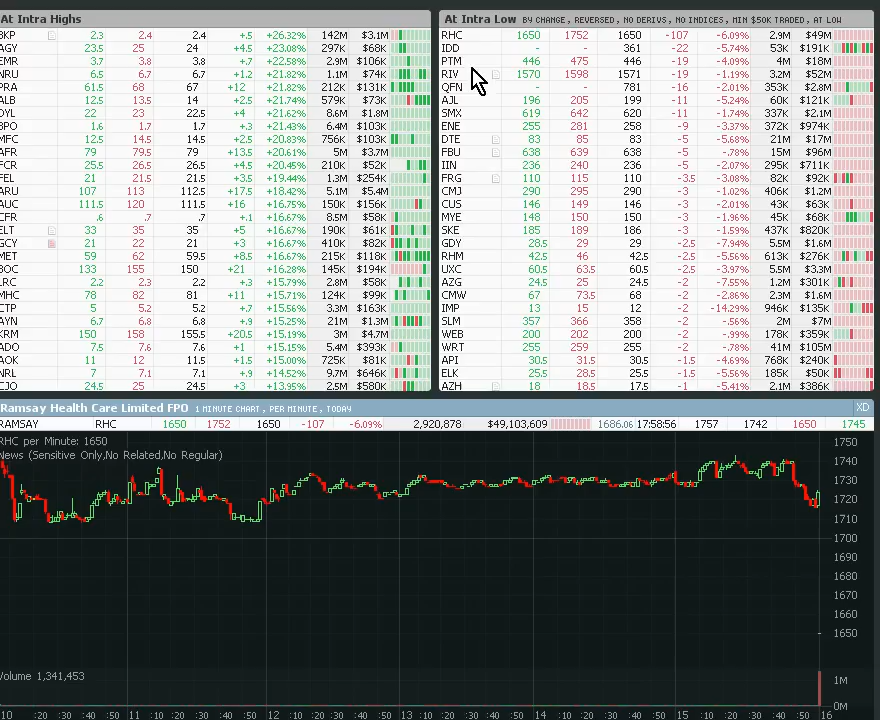 At Intra Highs
BKP 2.3 2.4 2.4 +.5 +26.32% 142M $3.1M
AGY 23.5 25 24 +4.5 +23.08% 297K $68K
EMR 3.7 3.8 3.8 +.7 +22.58% 2.9M $106K
NRU 6.5 6.7 6.7 +1.2 +21.82% 1.1M $74K
PRA 61.5 68 67 +12 +21.82% 212K $131K
ALB 12.5 13.5 14 +2.5 +21.74% 579K $73K
OYL 22 23 22.5 +4 +21.62% 8.6M $1.8M
BPO 1.6 1.7 1.7 +.3 +21.43% 6.4M $103K
MFC 12.5 14.5 14.5 +2.5 +20.83% 756K $103K
AFR 79 79.5 79 +13.5 +20.61% 5M $3.7M
FCR 25.5 26.5 26.5 +4.5 +20.45% 210K $52K
FEL 21 21.5 21.5 +3.5 +19.44% 1.3M $254K
ARU 107 113 112.5 +17.5 +18.42% 5.1M $5.4M
AUC 111.5 120 111.5 +16 +16.75% 150K $156K
CFR .6 .7 .7 +.1 +16.67% 8.5M $58K
ELT 33 35 35 +5 +16.67% 190K $61K
GCY 21 22 21 +3 +16.67% 410K $82K
MET 59 62 59.5 +8.5 +16.67% 215K $118K
BOC 133 155 150 +21 +16.28% 145K $194K
LRC 2.2 2.3 2.2 +.3 +15.79% 2.8M $58K
MHC 78 82 81 +11 +15.71% 124K $99K
CTP 5 5.2 5.2 +.7 +15.56% 3.3M $163K
AYN 6.7 6.8 6.8 +.9 +15.25% 21M $1.3M
KRM 150 158 155.5 +20.5 +15.19% 3M $4.7M
ADO 7.5 7.6 7.6 +1 +15.15% 5.4M $393K
AOK 11 12 11.5 +1.5 +15.00% 725K $81K
NRL 7 7.1 7.1 +.9 +14.52% 9.7M $646K
CJO 24.5 25 24.5 +3 +13.95% 2.5M $580K
At Intra Low BY CHANGE, REVERSED, NO DERIVS, NO INDICES, MIN $50K TRADED, AT LOW
RHC 1650 1752 1650 -107 -6.09% 2.9M $49M
IDD - - 361 -22 -5.74% 53K $191K
PTM 446 475 446 -19 -4.09% 4M $18M
RIV 1570 1598 1571 -19 -1.19% 3.2M $52M
QFN - - 781 -16 -2.01% 353K $2.8M
AJL 196 205 199 -11 -5.24% 60K $121K
SMX 619 642 620 -11 -1.74% 337K $2.1M
ENE 255 281 258 -9 -3.37% 372K $974K
DTE 83 85 83 -5 -5.68% 21M $17M
FBU 638 639 638 -5 -.78% 15M $96M
IIN 236 240 236 -5 -2.07% 295K $711K
FRG 110 115 110 -3.5 -3.08% 82K $92K
CMJ 290 295 290 -3 -1.02% 406K $1.2M
CUS 146 149 146 -3 -2.01% 43K $63K
MYE 148 150 150 -3 -1.96% 45K $68K
SKE 185 189 186 -3 -1.59% 437K $820K
GDY 28.5 29 29 -2.5 -7.94% 5.5M $1.6M
RHM 42.5 46 42.5 -2.5 -5.56% 613K $276K
UXC 60.5 63.5 60.5 -2.5 -3.97% 5.5M $3.3M
AZG 24.5 25 24.5 -2 -7.55% 1.2M $301K
CMW 67 73.5 68 -2 -2.86% 2.3M $1.6M
IMP 13 15 12 -2 -14.29% 946K $135K
SLM 357 366 358 -2 -.56% 2M $7M
WEB 200 202 200 -2 -.99% 178K $359K
WRT 255 259 255 -2 -.78% 41M $105M
API 30.5 31.5 30.5 -1.5 -4.69% 768K $240K
ELK 25.5 28.5 25.5 -1.5 -5.56% 185K $50K
AZH 18 18.5 17.5 -1 -5.41% 2.1M $386K
Ramsay Health Care Limited FPO 1 MINUTE CHART, PER MINUTE, TODAY XD
RAMSAY RHC 1650 1752 1650 -107 -6.09% 2,920,878 $49,103,609 1686.06 17:58:56 1757 1742 1650 1745
RHC per Minute: 1650
News (Sensitive Only,No Related,No Regular)
1750
1740
1730
1720
1710
1700
1690
1680
1670
1660
1650
Volume 1,341,453
1M
0M
10 :20 :30 :40 :50 11 :20 :30 :40 :50 12 :10 :20 :30 :40 :50 13 :10 :20 :30 :40 :50 14 :10 :20 :30 :40 :50 15 :10 :20 :30 :40 :50 16